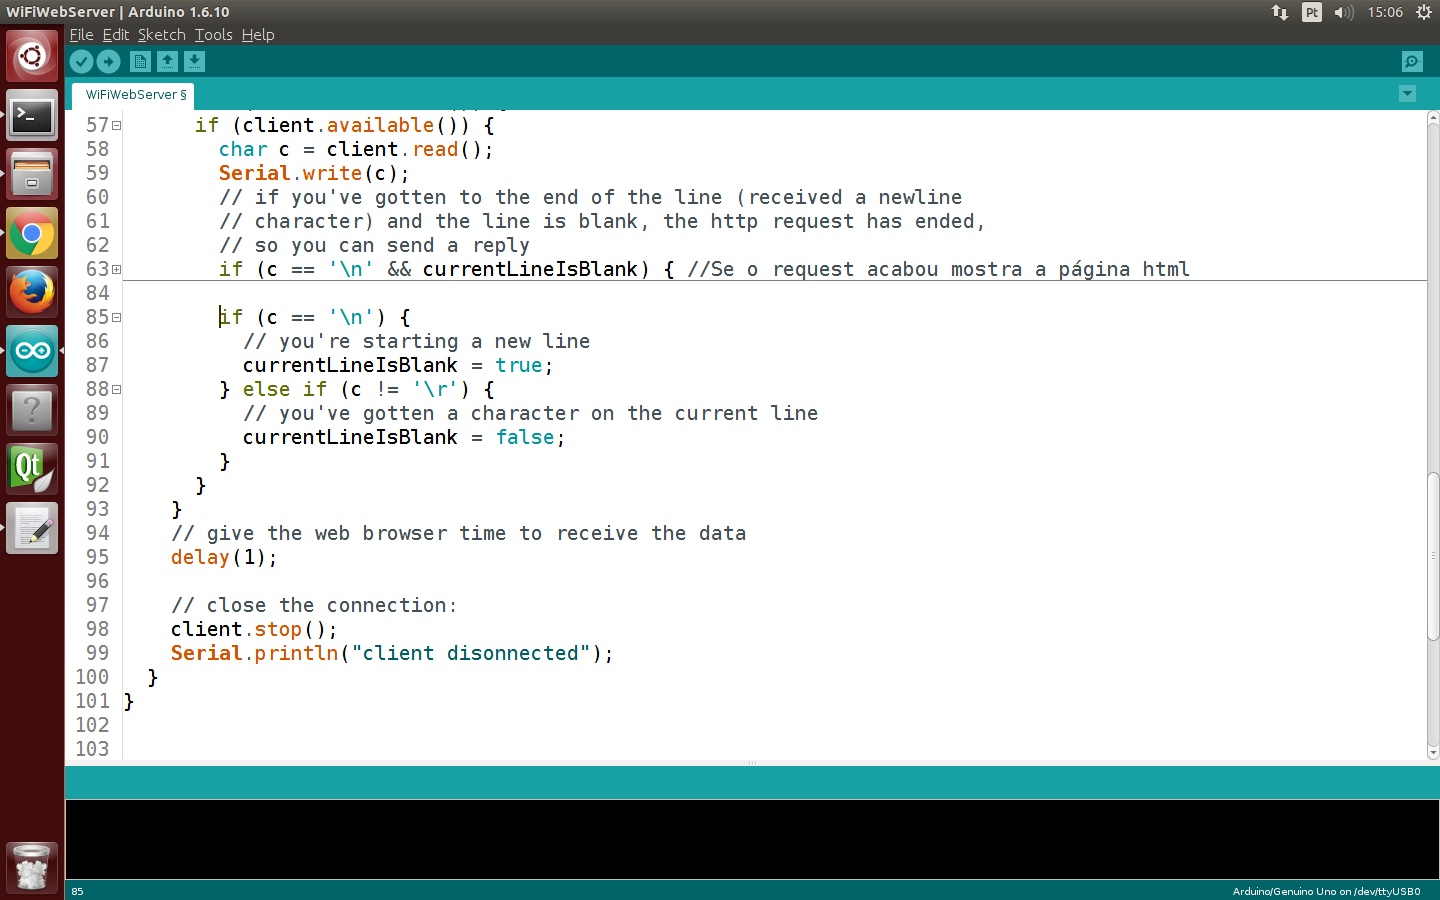 WiFiWebServer | Arduino 1.6.10
Pt
15:06
File Edit Sketch Tools Help
WiFiWebServer §
57 if (client.available()) {
58 char c = client.read();
59 Serial.write(c);
60 // if you've gotten to the end of the line (received a newline
61 // character) and the line is blank, the http request has ended,
62 // so you can send a reply
63 if (c == '\n' && currentLineIsBlank) { //Se o request acabou mostra a página html
84
85 if (c == '\n') {
86 // you're starting a new line
87 currentLineIsBlank = true;
88 } else if (c != '\r') {
89 // you've gotten a character on the current line
90 currentLineIsBlank = false;
91 }
92 }
93 }
94 // give the web browser time to receive the data
95 delay(1);
96
97 // close the connection:
98 client.stop();
99 Serial.println("client disonnected");
100 }
101 }
102
103
Qt
85
Arduino/Genuino Uno on /dev/ttyUSB0